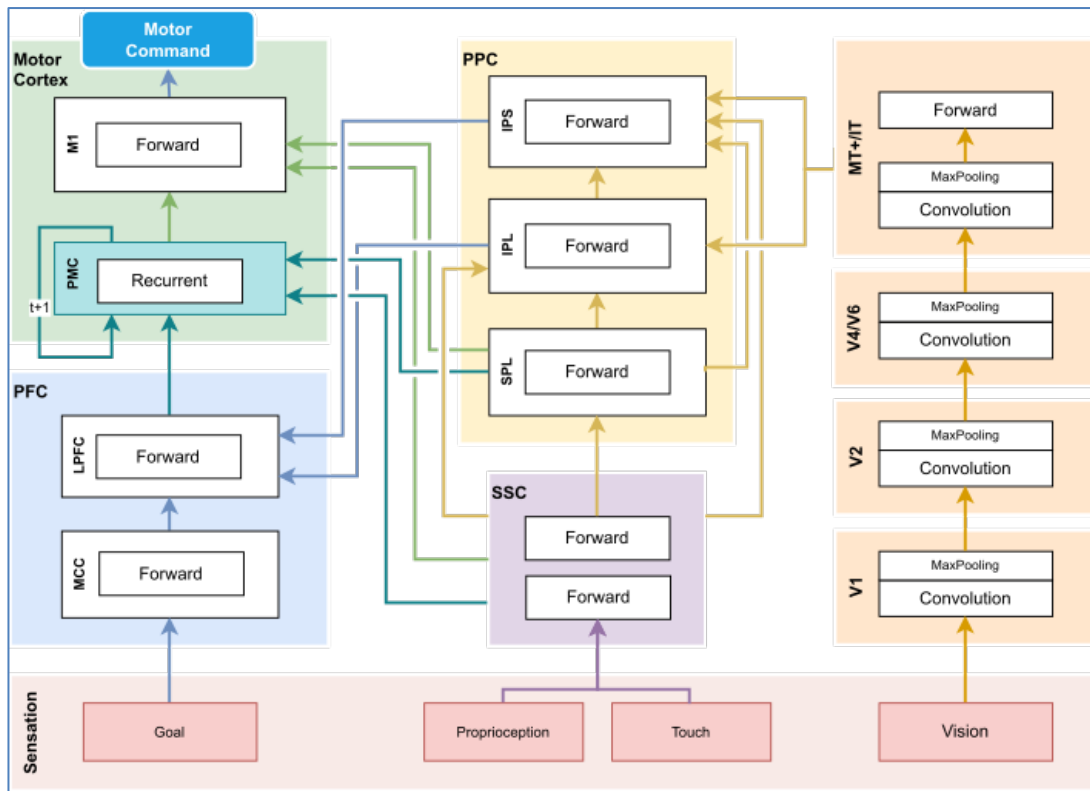 Motor
Command
Motor
Cortex
M1
Forward
PMC
Recurrent
t+1
PFC
LPFC
Forward
MCC
Forward
PPC
IPS
Forward
IPL
Forward
SPL
Forward
SSC
Forward
Forward
MT+/IT
Forward
MaxPooling
Convolution
V4/V6
MaxPooling
Convolution
V2
MaxPooling
Convolution
V1
MaxPooling
Convolution
Sensation
Goal
Proprioception
Touch
Vision